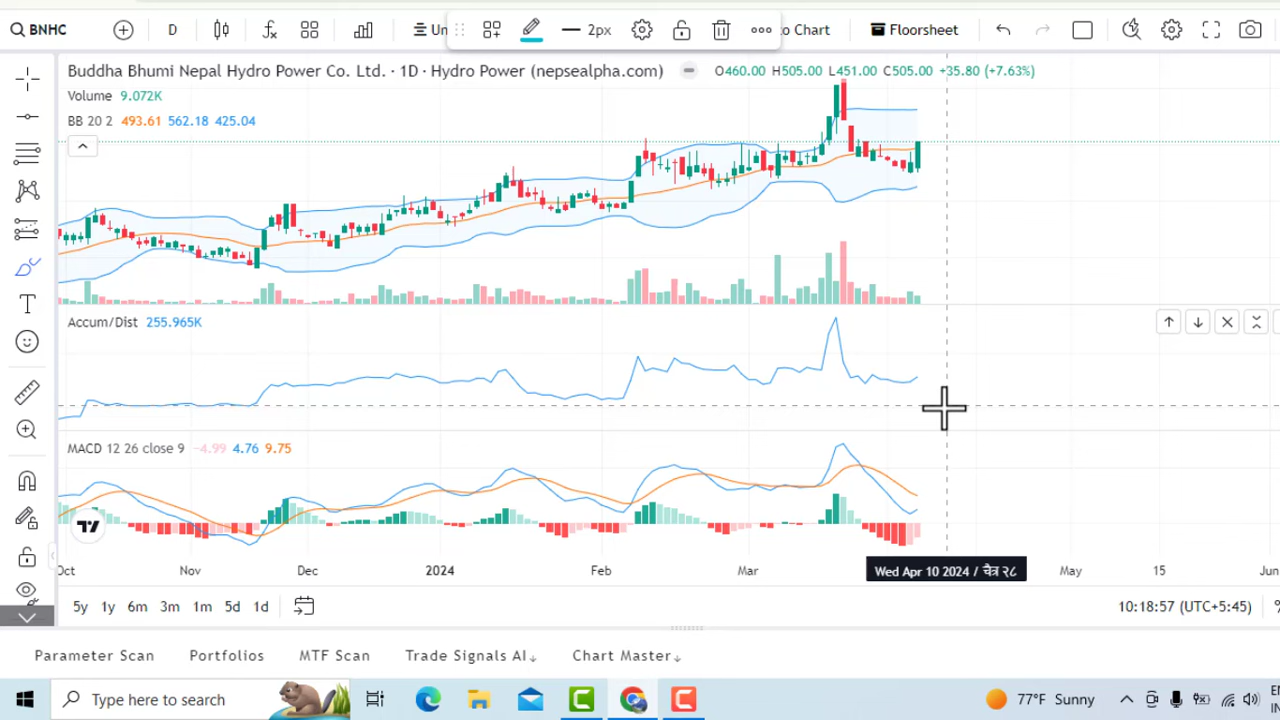 BNHC D Un 2px o Chart Floorsheet
Buddha Bhumi Nepal Hydro Power Co. Ltd. · 1D · Hydro Power (nepsealpha.com) O460.00 H505.00 L451.00 C505.00 +35.80 (+7.63%)
Volume 9.072K
BB 20 2 493.61 562.18 425.04
Accum/Dist 255.965K
MACD 12 26 close 9 −4.99 4.76 9.75
Oct Nov Dec 2024 Feb Mar Wed Apr 10 2024 / चैत्र २८ May 15 Jun
5y 1y 6m 3m 1m 5d 1d 10:18:57 (UTC+5:45) %
Parameter Scan Portfolios MTF Scan Trade Signals AI↓ Chart Master↓
Type here to search 77°F Sunny